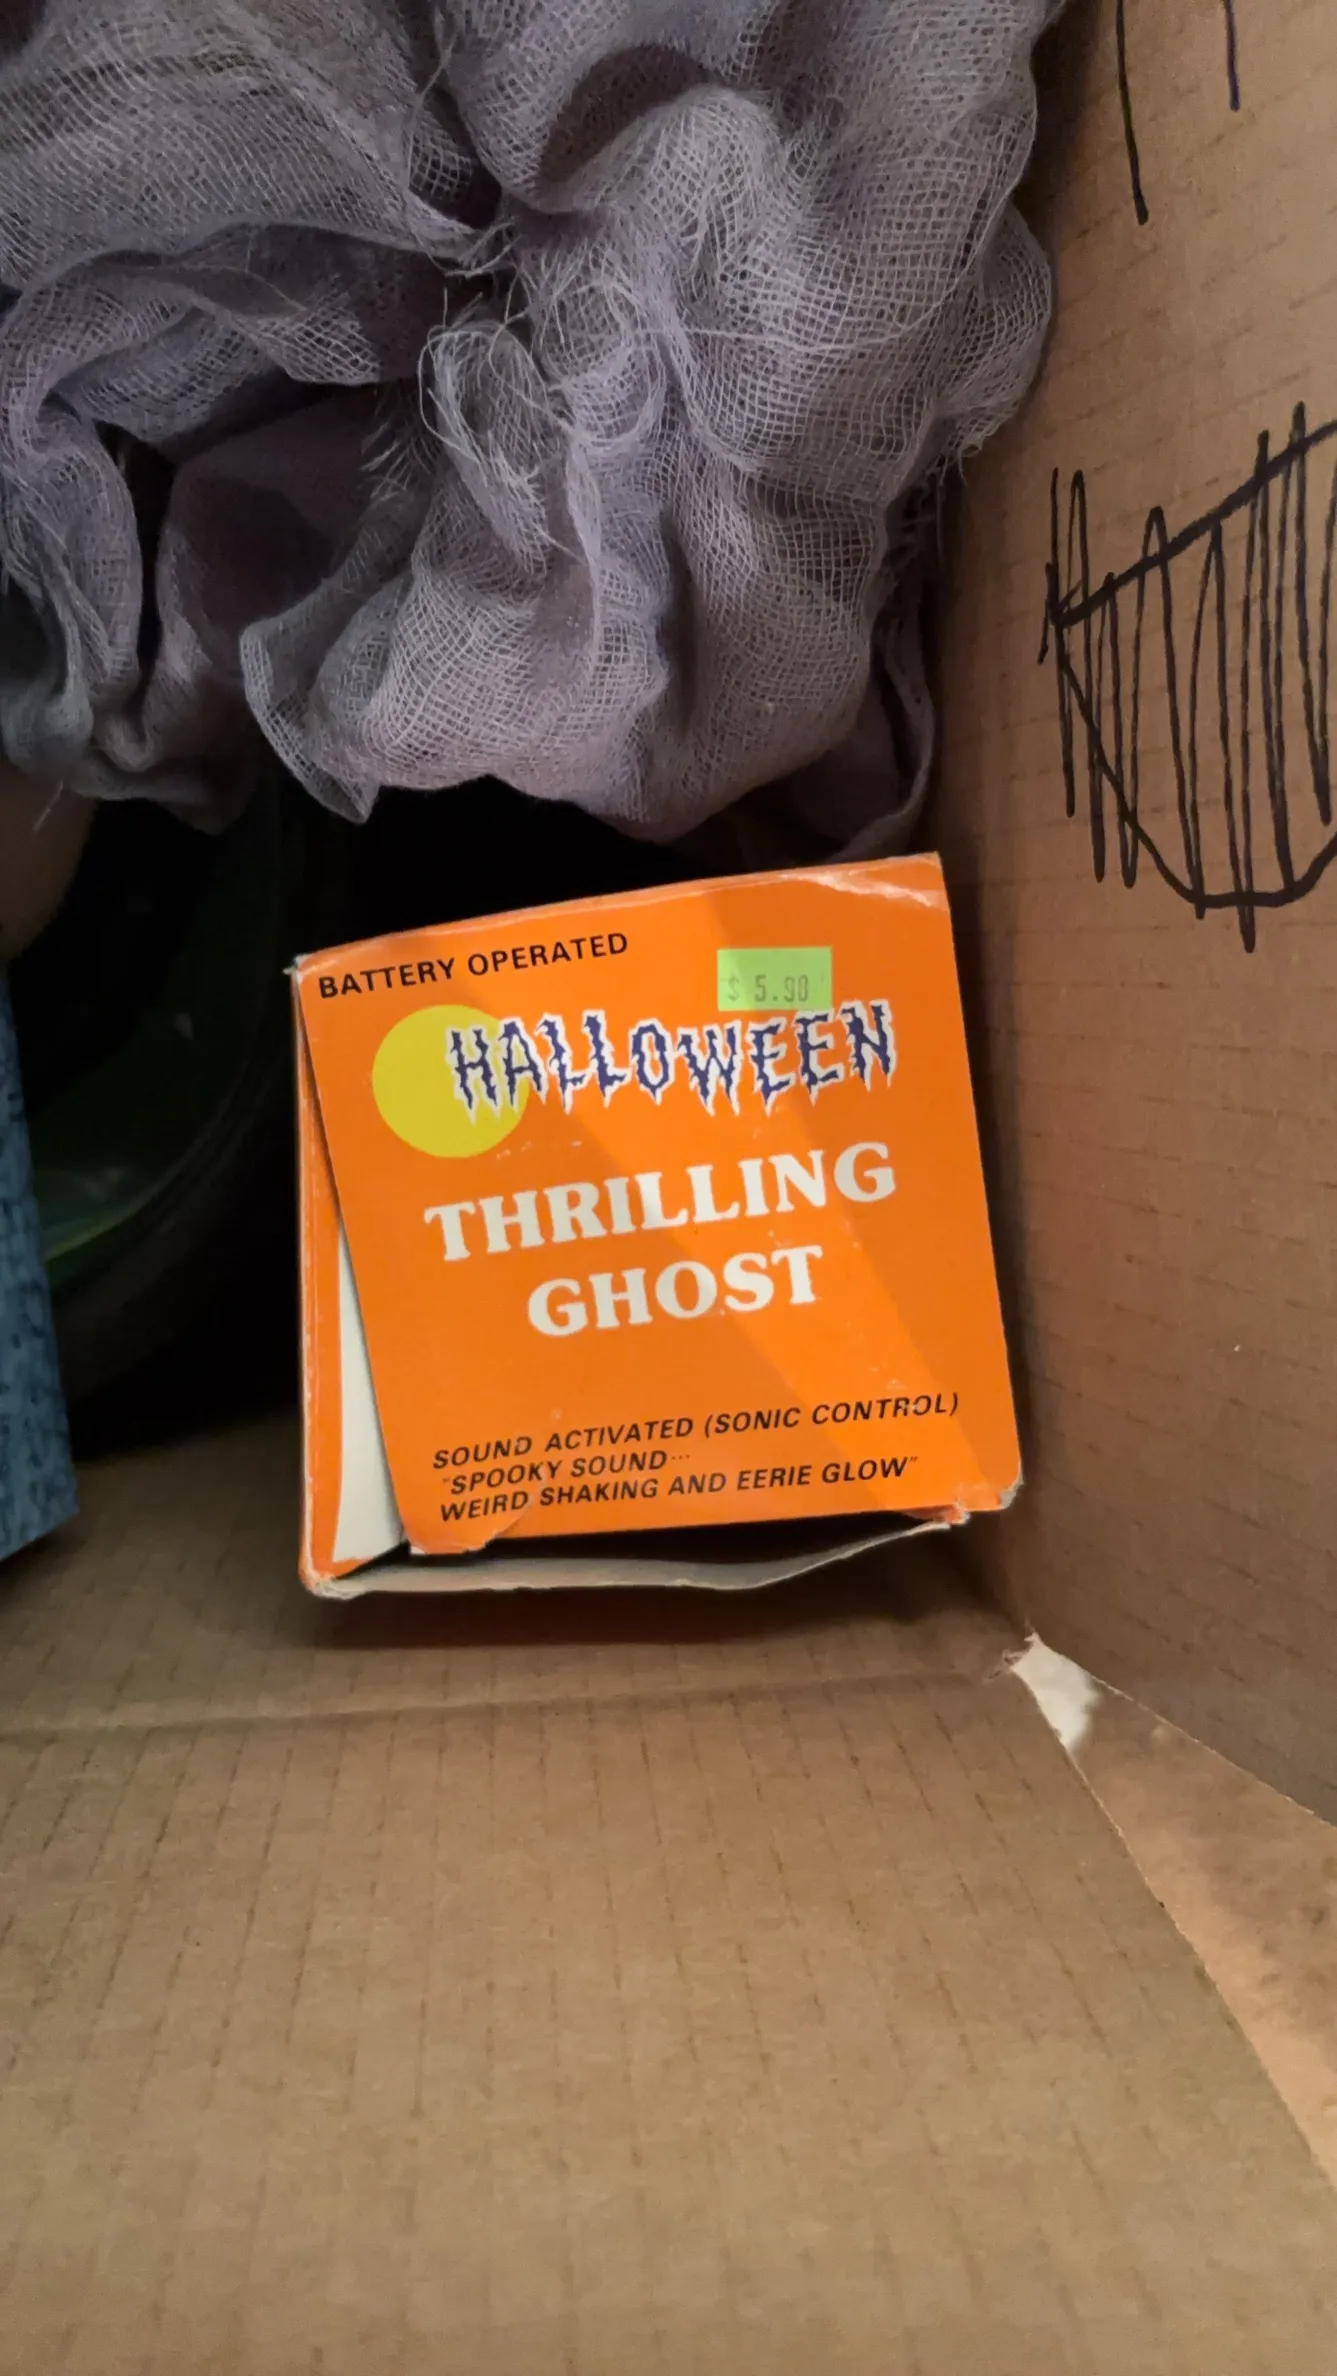 BATTERY OPERATED
$ 5.90
HALLOWEEN
THRILLING
GHOST
SOUND ACTIVATED (SONIC CONTROL)
"SPOOKY SOUND...
WEIRD SHAKING AND EERIE GLOW"